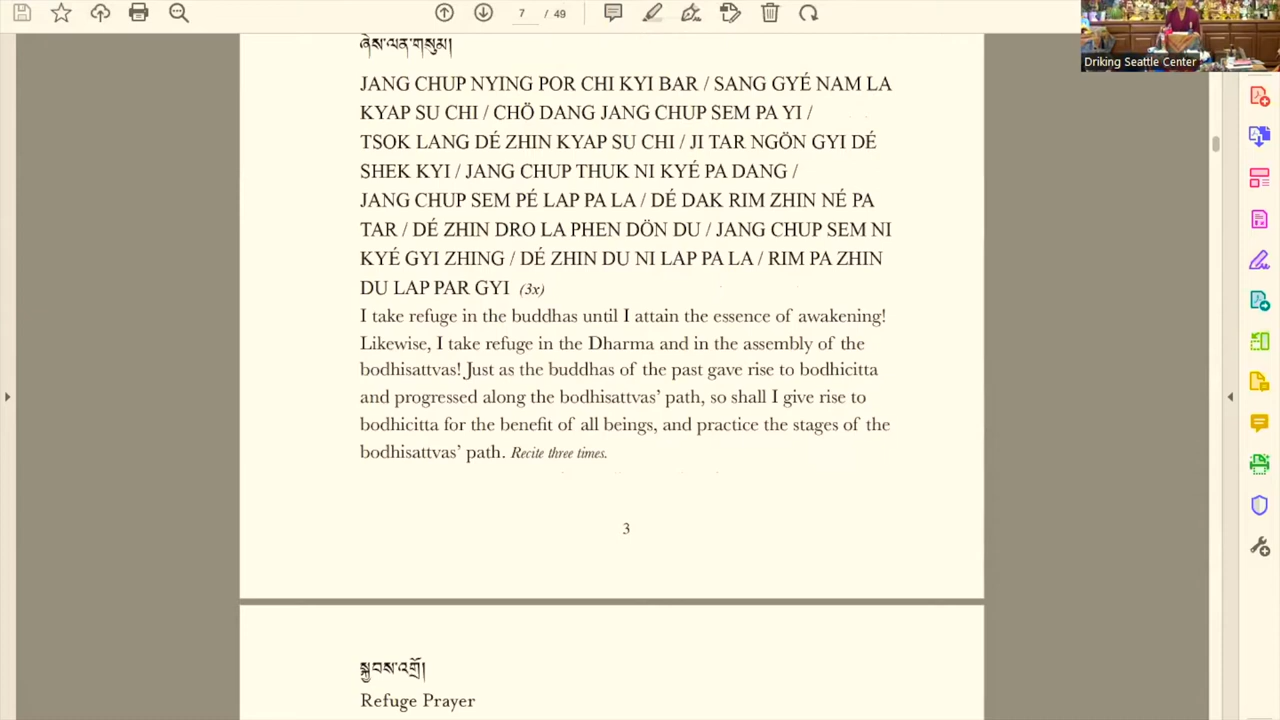 7 / 49
Driking Seattle Center
ཞེས་ལན་གསུམ།
JANG CHUP NYING POR CHI KYI BAR / SANG GYÉ NAM LA
KYAP SU CHI / CHÖ DANG JANG CHUP SEM PA YI /
TSOK LANG DÉ ZHIN KYAP SU CHI / JI TAR NGÖN GYI DÉ
SHEK KYI / JANG CHUP THUK NI KYÉ PA DANG /
JANG CHUP SEM PÉ LAP PA LA / DÉ DAK RIM ZHIN NÉ PA
TAR / DÉ ZHIN DRO LA PHEN DÖN DU / JANG CHUP SEM NI
KYÉ GYI ZHING / DÉ ZHIN DU NI LAP PA LA / RIM PA ZHIN
DU LAP PAR GYI (3x)
I take refuge in the buddhas until I attain the essence of awakening!
Likewise, I take refuge in the Dharma and in the assembly of the
bodhisattvas! Just as the buddhas of the past gave rise to bodhicitta
and progressed along the bodhisattvas’ path, so shall I give rise to
bodhicitta for the benefit of all beings, and practice the stages of the
bodhisattvas’ path. Recite three times.
3
སྐྱབས་འགྲོ།
Refuge Prayer